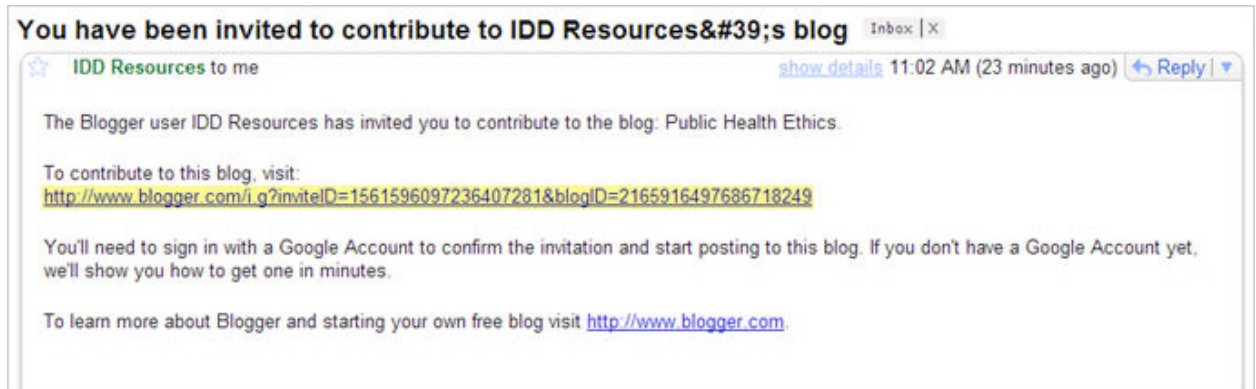 You have been invited to contribute to IDD Resources&#39;s blog Inbox | X
IDD Resources to me show details 11:02 AM (23 minutes ago) Reply
The Blogger user IDD Resources has invited you to contribute to the blog: Public Health Ethics.
To contribute to this blog, visit:
http://www.blogger.com/i.g?inviteID=1561596097236407281&blogID=2165916497686718249
You'll need to sign in with a Google Account to confirm the invitation and start posting to this blog. If you don't have a Google Account yet,
we'll show you how to get one in minutes.
To learn more about Blogger and starting your own free blog visit http://www.blogger.com.